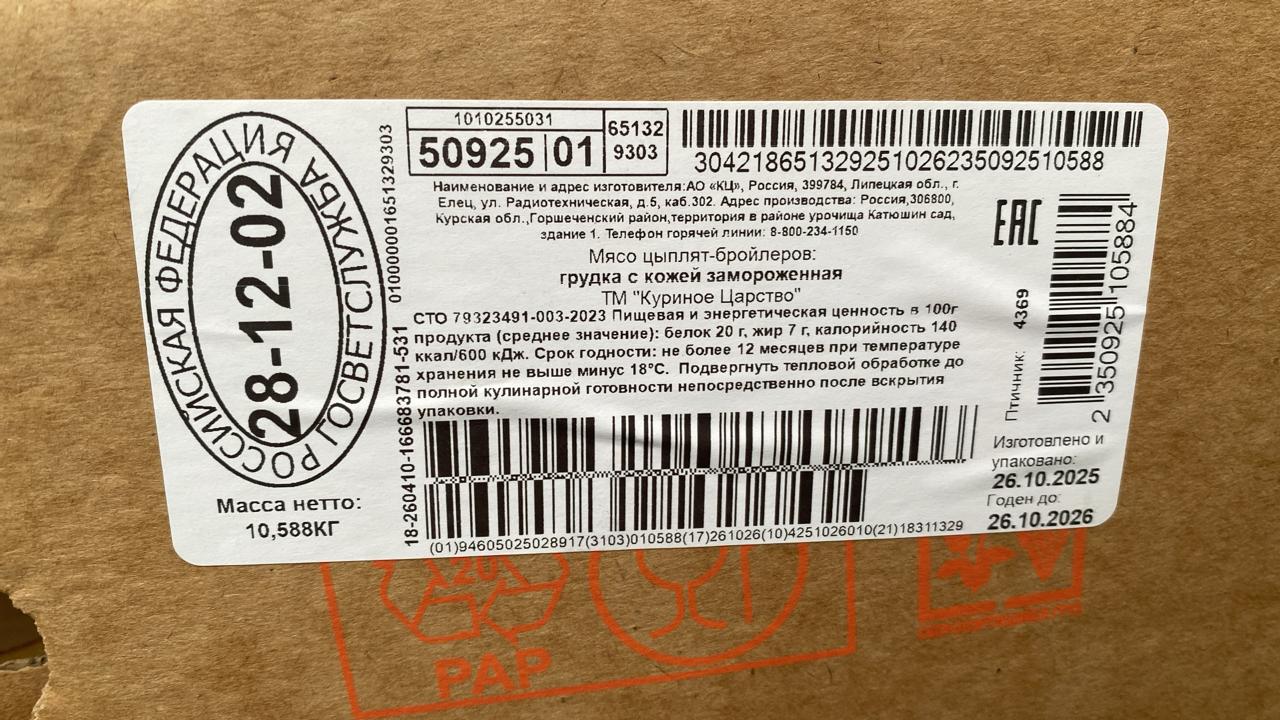 РОССИЙСКАЯ ФЕДЕРАЦИЯ
ГОСВЕТСЛУЖБА
28-12-02
Масса нетто:
10,588КГ
0100000001651329303
18-260410-166683781-531
1010255031
50925 01
65132
9303
30421865132925102623509251058​8
Наименование и адрес изготовителя:АО «КЦ», Россия, 399784, Липецкая обл., г.
Елец, ул. Радиотехническая, д.5, каб.302. Адрес производства: Россия,306800,
Курская обл.,Горшеченский район,территория в районе урочища Катюшин сад,
здание 1. Телефон горячей линии: 8-800-234-1150
Мясо цыплят-бройлеров:
грудка с кожей замороженная
ТМ "Куриное Царство"
СТО 79323491-003-2023 Пищевая и энергетическая ценность в 100г
продукта (среднее значение): белок 20 г, жир 7 г, калорийность 140
ккал/600 кДж. Срок годности: не более 12 месяцев при температуре
хранения не выше минус 18°С. Подвергнуть тепловой обработке до
полной кулинарной готовности непосредственно после вскрытия
упаковки.
(01)94605025028917(3103)010588(17)261026(10)4251026010(21)18311329
EAC
Птичник: 4369
2 350925 105884
Изготовлено и
упаковано:
26.10.2025
Годен до:
26.10.2026
20
PAP